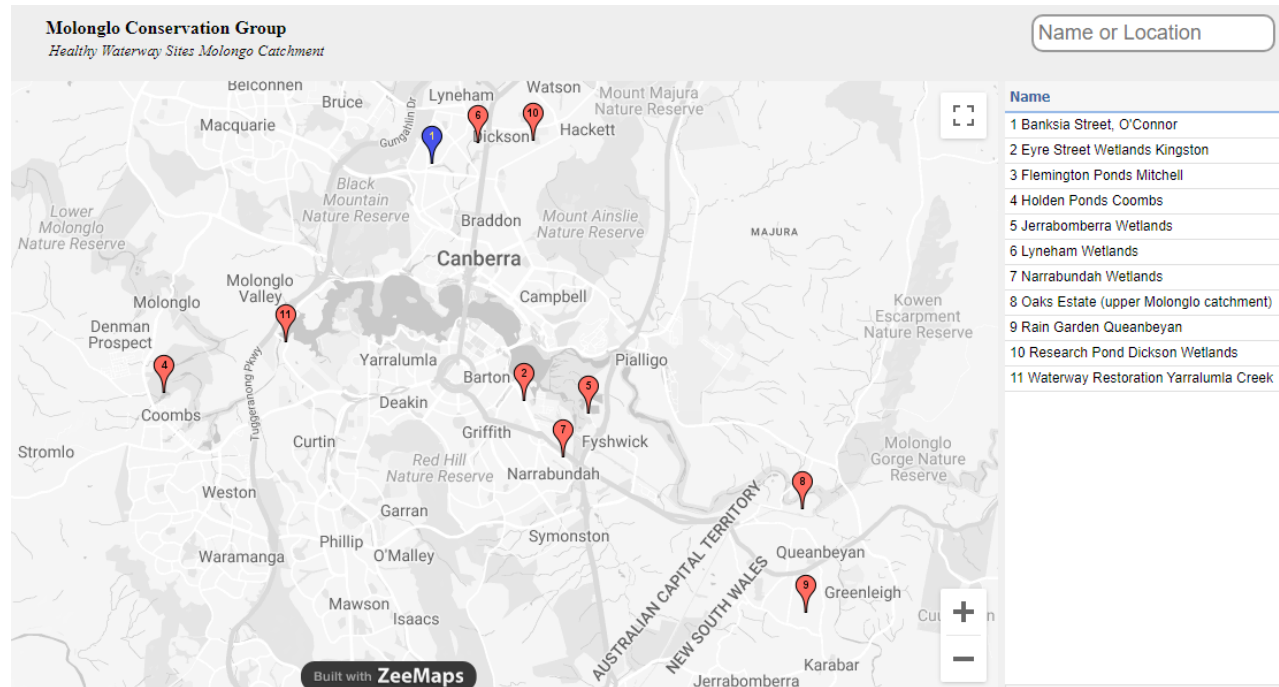 Molonglo Conservation Group
Healthy Waterway Sites Molongo Catchment
Name or Location
Belconnen
Bruce
Lyneham
Watson
Mount Majura
Nature Reserve
Macquarie
Gungahlin Dr
6
10
Dickson
Hackett
1
Black
Mountain
Nature Reserve
Lower
Molonglo
Nature Reserve
Braddon
Mount Ainslie
Nature Reserve
MAJURA
Canberra
Molonglo
Valley
Campbell
Molonglo
Kowen
Escarpment
Nature Reserve
11
Denman
Prospect
Yarralumla
Pialligo
4
Barton
2
5
Tuggeranong Pkwy
Deakin
Coombs
Griffith
7
Fyshwick
Curtin
Stromlo
Red Hill
Nature Reserve
Narrabundah
Molonglo
Gorge Nature
Reserve
8
Weston
Garran
Symonston
AUSTRALIAN CAPITAL TERRITORY
NEW SOUTH WALES
Phillip
O'Malley
Waramanga
Queanbeyan
9
Greenleigh
Mawson
Isaacs
Karabar
Jerrabomberra
Built with ZeeMaps
+
−
Name
1 Banksia Street, O'Connor
2 Eyre Street Wetlands Kingston
3 Flemington Ponds Mitchell
4 Holden Ponds Coombs
5 Jerrabomberra Wetlands
6 Lyneham Wetlands
7 Narrabundah Wetlands
8 Oaks Estate (upper Molonglo catchment)
9 Rain Garden Queanbeyan
10 Research Pond Dickson Wetlands
11 Waterway Restoration Yarralumla Creek